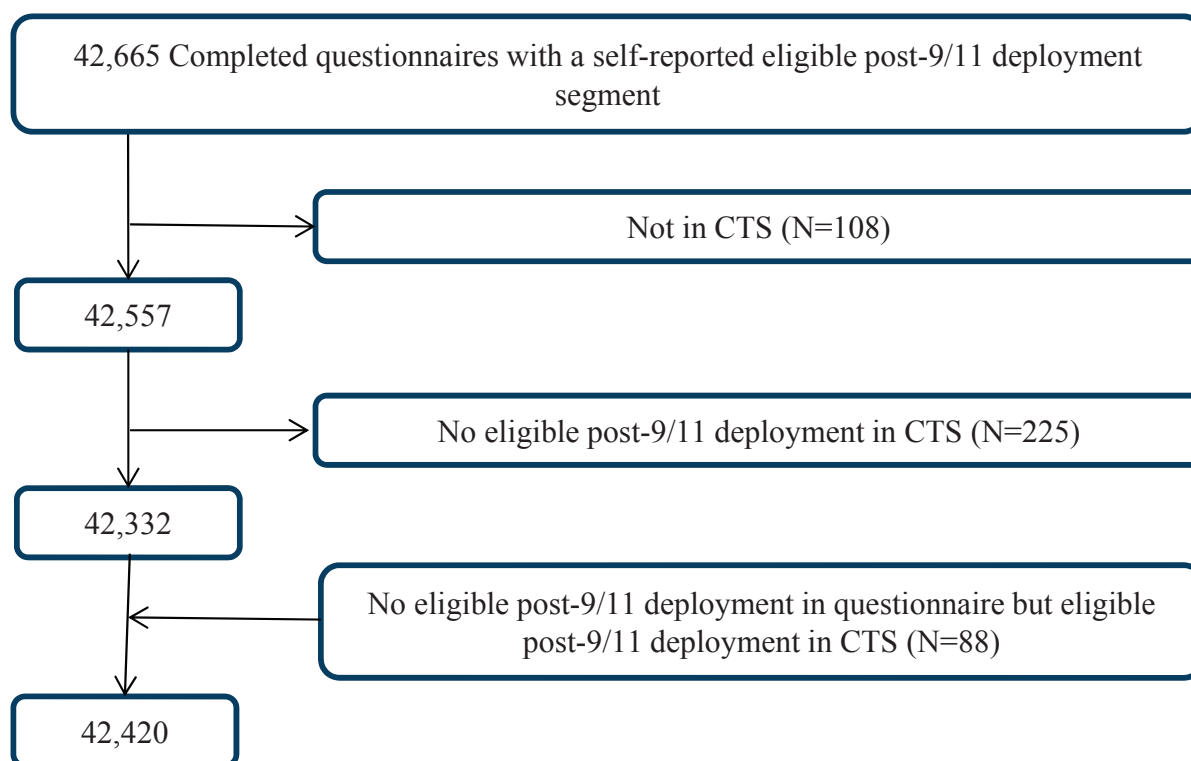 42,665 Completed questionnaires with a self-reported eligible post-9/11 deployment
segment
Not in CTS (N=108)
42,557
No eligible post-9/11 deployment in CTS (N=225)
42,332
No eligible post-9/11 deployment in questionnaire but eligible
post-9/11 deployment in CTS (N=88)
42,420